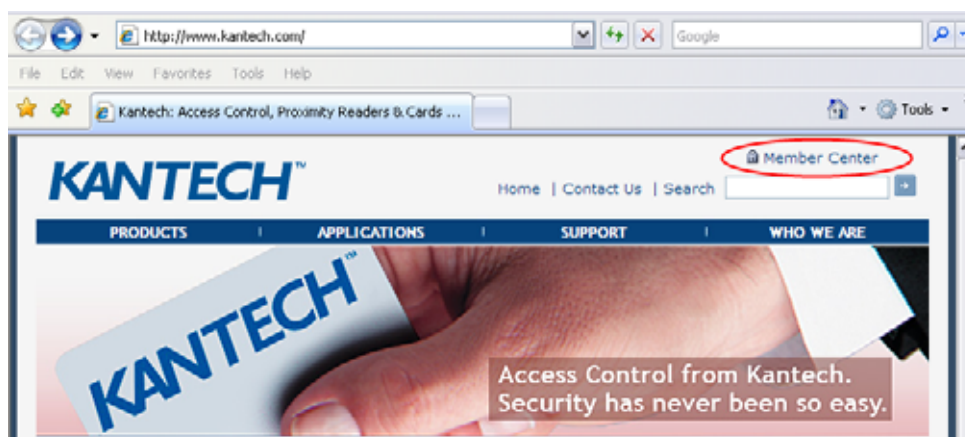 http://www.kantech.com/
Google
File Edit View Favorites Tools Help
Kantech: Access Control, Proximity Readers & Cards ...
Tools
Member Center
KANTECH™
Home | Contact Us | Search
PRODUCTS | APPLICATIONS | SUPPORT | WHO WE ARE
KANTECH™
Access Control from Kantech.
Security has never been so easy.